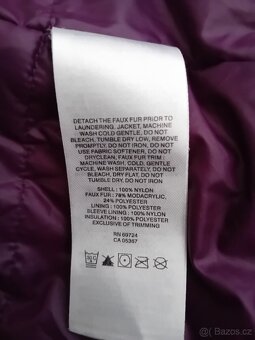 DETACH THE FAUX FUR PRIOR TO
LAUNDERING, JACKET, MACHINE
WASH COLD GENTLE, DO NOT
BLEACH, TUMBLE DRY LOW, REMOVE
PROMPTLY, DO NOT IRON, DO NOT
USE FABRIC SOFTENER, DO NOT
DRYCLEAN, FAUX FUR TRIM :
MACHINE WASH, COLD, GENTLE
CYCLE, WASH SEPARATELY, DO NOT
BLEACH, DRY FLAT, DO NOT
TUMBLE DRY, DO NOT IRON
SHELL : 100% NYLON
FAUX FUR : 76% MODACRYLIC,
24% POLYESTER
LINING : 100% POLYESTER
SLEEVE LINING : 100% NYLON
INSULATION : 100% POLYESTER
EXCLUSIVE OF TRIMMING
RN 69724
CA 05367
sbazar.cz